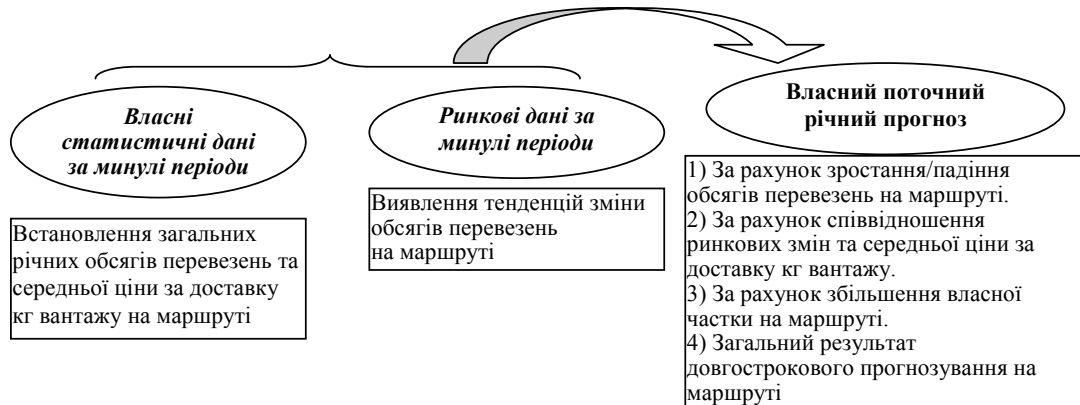 Власні
статистичні дані
за минулі періоди
Встановлення загальних
річних обсягів перевезень та
середньої ціни за доставку
кг вантажу на маршруті
Ринкові дані за
минулі періоди
Виявлення тенденцій зміни
обсягів перевезень
на маршруті
Власний поточний
річний прогноз
1) За рахунок зростання/падіння
обсягів перевезень на маршруті.
2) За рахунок співвідношення
ринкових змін та середньої ціни за
доставку кг вантажу.
3) За рахунок збільшення власної
частки на маршруті.
4) Загальний результат
довгострокового прогнозування на
маршруті